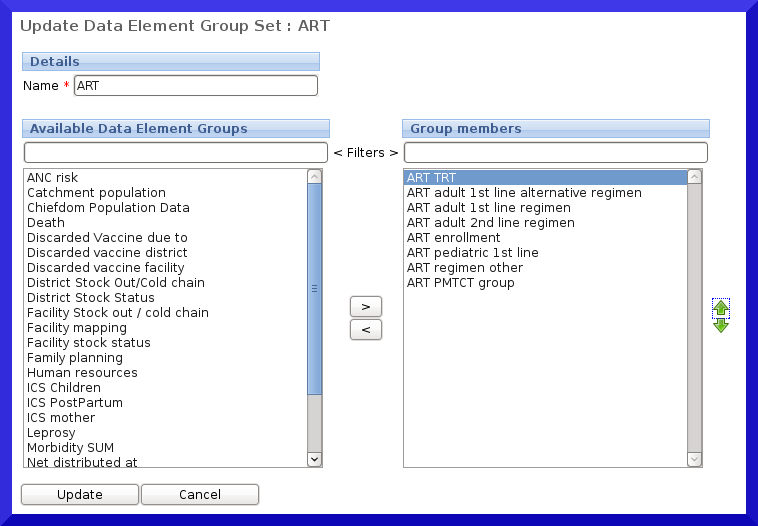 Update Data Element Group Set : ART
Details
Name * ART
Available Data Element Groups
Group members
< Filters >
ANC risk
Catchment population
Chiefdom Population Data
Death
Discarded Vaccine due to
Discarded vaccine district
Discarded vaccine facility
District Stock Out/Cold chain
District Stock Status
Facility Stock out / cold chain
Facility mapping
Facility stock status
Family planning
Human resources
ICS Children
ICS PostPartum
ICS mother
Leprosy
Morbidity SUM
Net distributed at
>
<
ART TRT
ART adult 1st line alternative regimen
ART adult 1st line regimen
ART adult 2nd line regimen
ART enrollment
ART pediatric 1st line
ART regimen other
ART PMTCT group
Update
Cancel